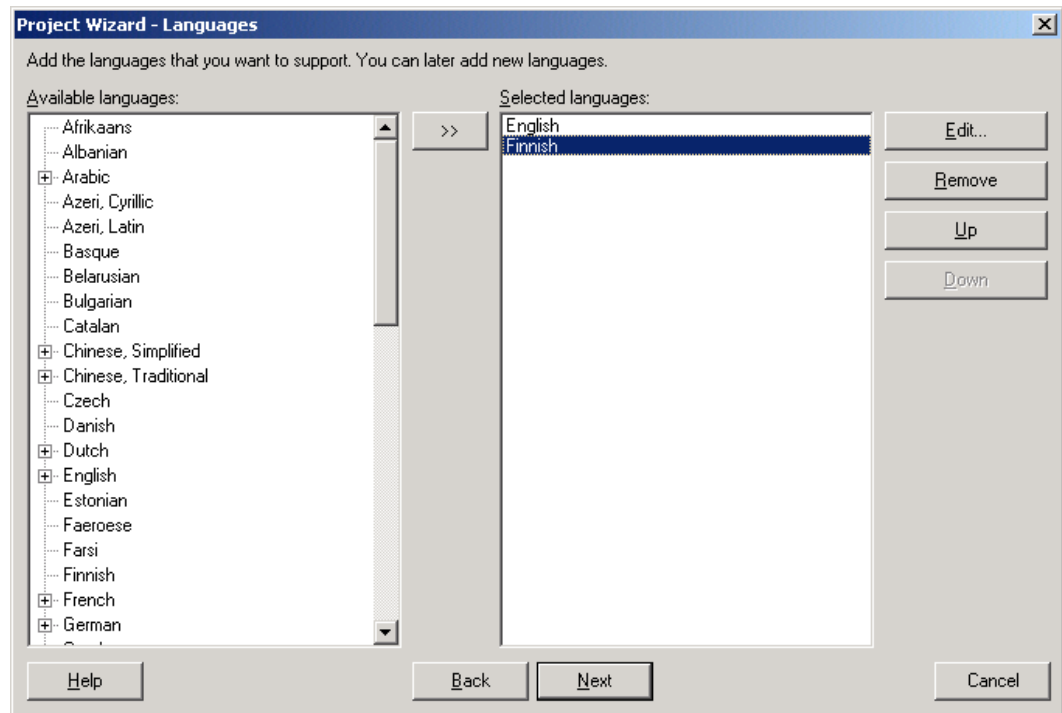 Project Wizard - Languages
Add the languages that you want to support. You can later add new languages.
Available languages:
Afrikaans
Albanian
Arabic
Azeri, Cyrillic
Azeri, Latin
Basque
Belarusian
Bulgarian
Catalan
Chinese, Simplified
Chinese, Traditional
Czech
Danish
Dutch
English
Estonian
Faeroese
Farsi
Finnish
French
German
>>
Selected languages:
English
Finnish
Edit...
Remove
Up
Down
Help
Back
Next
Cancel